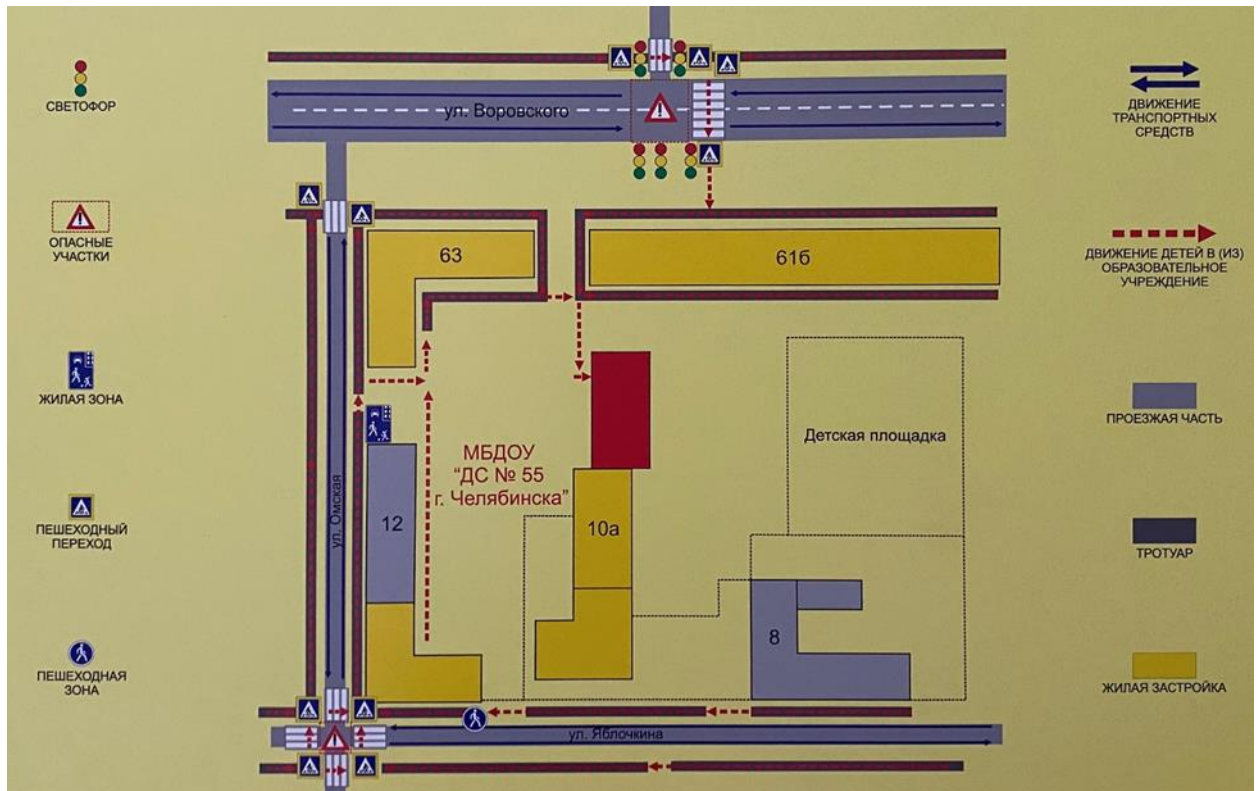 СВЕТОФОР
ОПАСНЫЕ
УЧАСТКИ
ЖИЛАЯ ЗОНА
ПЕШЕХОДНЫЙ
ПЕРЕХОД
ПЕШЕХОДНАЯ
ЗОНА
ул. Воровского
63
61б
ул. Омская
12
МБДОУ
“ДС № 55
г. Челябинска”
10а
Детская площадка
8
ул. Яблочкина
ДВИЖЕНИЕ
ТРАНСПОРТНЫХ
СРЕДСТВ
ДВИЖЕНИЕ ДЕТЕЙ В (ИЗ)
ОБРАЗОВАТЕЛЬНОЕ
УЧРЕЖДЕНИЕ
ПРОЕЗЖАЯ ЧАСТЬ
ТРОТУАР
ЖИЛАЯ ЗАСТРОЙКА